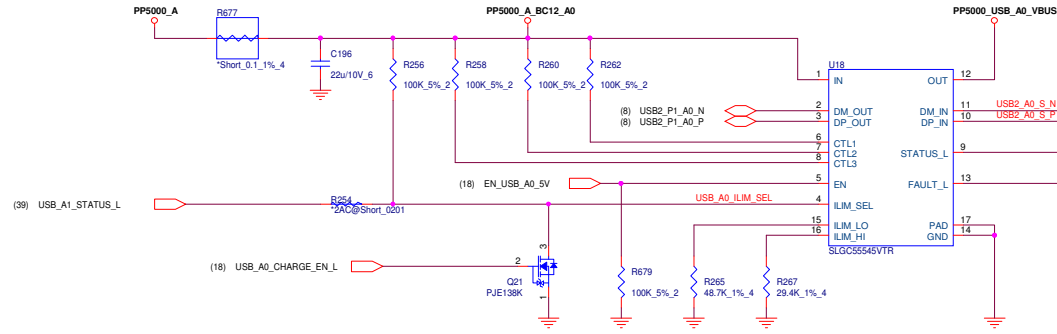 PP5000_A
R677
*Short_0.1_1%_4
PP5000_A_BC12_A0
PP5000_USB_A0_VBUS
C196
22u/10V_6
R256
100K_5%_2
R258
100K_5%_2
R260
100K_5%_2
R262
100K_5%_2
U18
1 IN OUT 12
(8) USB2_P1_A0_N 2 DM_OUT DM_IN 11 USB2_A0_S_N
(8) USB2_P1_A0_P 3 DP_OUT DP_IN 10 USB2_A0_S_P
6 CTL1
7 CTL2 STATUS_L 9
8 CTL3
(18) EN_USB_A0_5V 5 EN FAULT_L 13
(39) USB_A1_STATUS_L R254 USB_A0_ILIM_SEL 4 ILIM_SEL
*2AC@Short_0201
15 ILIM_LO PAD 17
16 ILIM_HI GND 14
SLGC55545VTR
(18) USB_A0_CHARGE_EN_L 2 3 1
Q21
PJE138K
R679
100K_5%_2
R265
48.7K_1%_4
R267
29.4K_1%_4